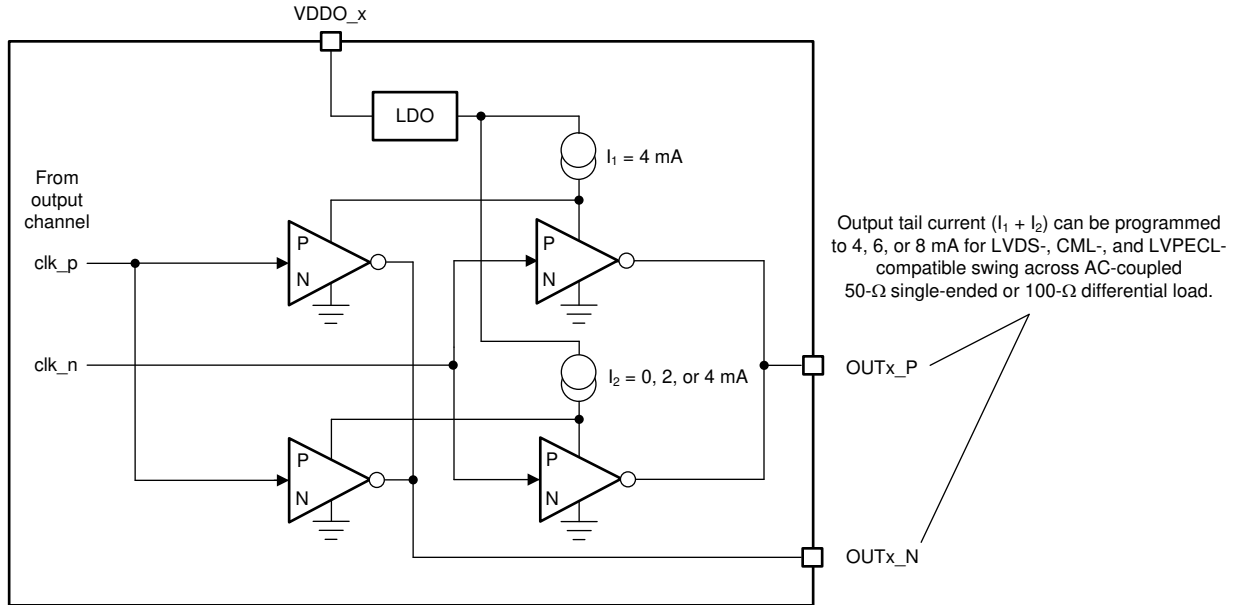 VDDO_x
LDO
I₁ = 4 mA
From
output
channel
P
N
P
N
clk_p
Output tail current (I₁ + I₂) can be programmed
to 4, 6, or 8 mA for LVDS-, CML-, and LVPECL-
compatible swing across AC-coupled
50-Ω single-ended or 100-Ω differential load.
clk_n
I₂ = 0, 2, or 4 mA
OUTx_P
P
N
P
N
OUTx_N